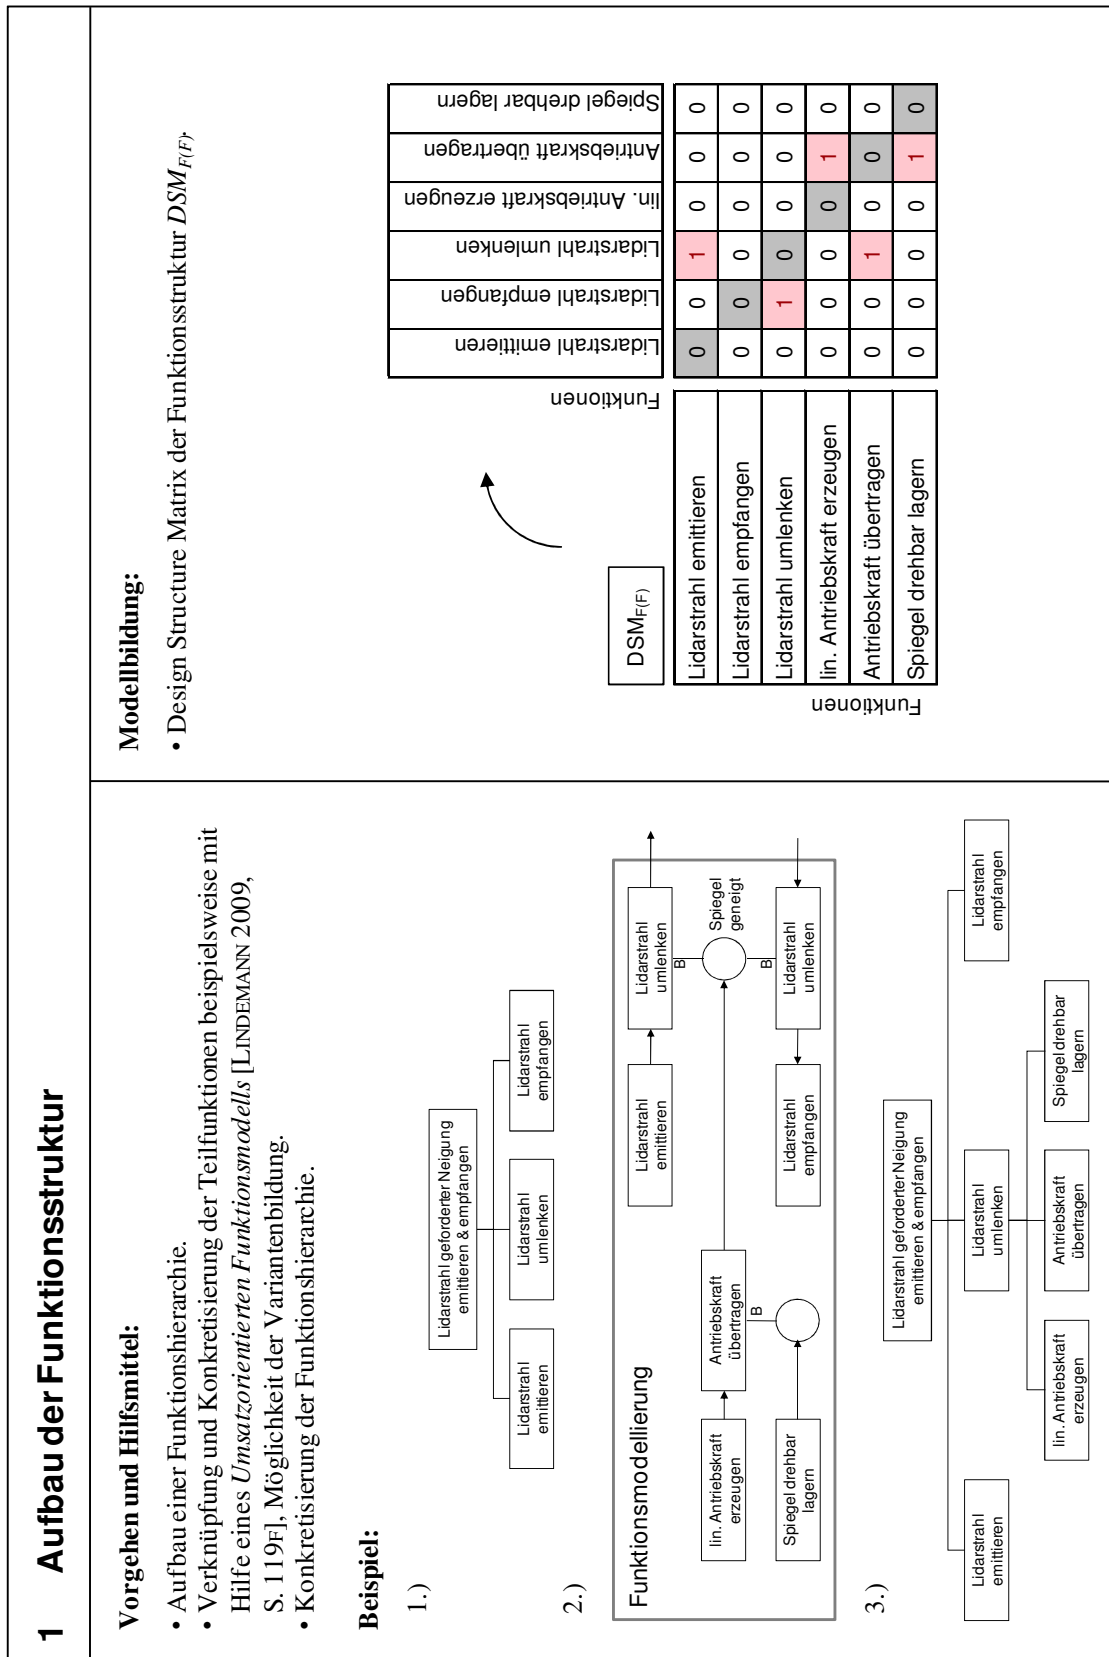 1 Aufbau der Funktionsstruktur
Vorgehen und Hilfsmittel:
• Aufbau einer Funktionshierarchie.
• Verknüpfung und Konkretisierung der Teilfunktionen beispielsweise mit
Hilfe eines Umsatzorientierten Funktionsmodells [LINDEMANN 2009,
S. 119F], Möglichkeit der Variantenbildung.
• Konkretisierung der Funktionshierarchie.
Beispiel:
1.)
Lidarstrahl geforderter Neigung
emittieren & empfangen
Lidarstrahl
emittieren
Lidarstrahl
umlenken
Lidarstrahl
empfangen
2.)
Funktionsmodellierung
lin. Antriebskraft
erzeugen
Antriebskraft
übertragen
B
Spiegel drehbar
lagern
Lidarstrahl
emittieren
Lidarstrahl
umlenken
B
Spiegel
geneigt
B
Lidarstrahl
empfangen
Lidarstrahl
umlenken
3.)
Lidarstrahl geforderter Neigung
emittieren & empfangen
Lidarstrahl
emittieren
Lidarstrahl
umlenken
Lidarstrahl
empfangen
lin. Antriebskraft
erzeugen
Antriebskraft
übertragen
Spiegel drehbar
lagern
Modellbildung:
• Design Structure Matrix der Funktionsstruktur DSM F(F).
DSM F(F)
Funktionen
Lidarstrahl emittieren
Lidarstrahl empfangen
Lidarstrahl umlenken
lin. Antriebskraft erzeugen
Antriebskraft übertragen
Spiegel drehbar lagern
Funktionen
Lidarstrahl emittieren 0 0 1 0 0 0
Lidarstrahl empfangen 0 0 0 0 0 0
Lidarstrahl umlenken 0 1 0 0 0 0
lin. Antriebskraft erzeugen 0 0 0 0 1 0
Antriebskraft übertragen 0 0 1 0 0 0
Spiegel drehbar lagern 0 0 0 0 1 0